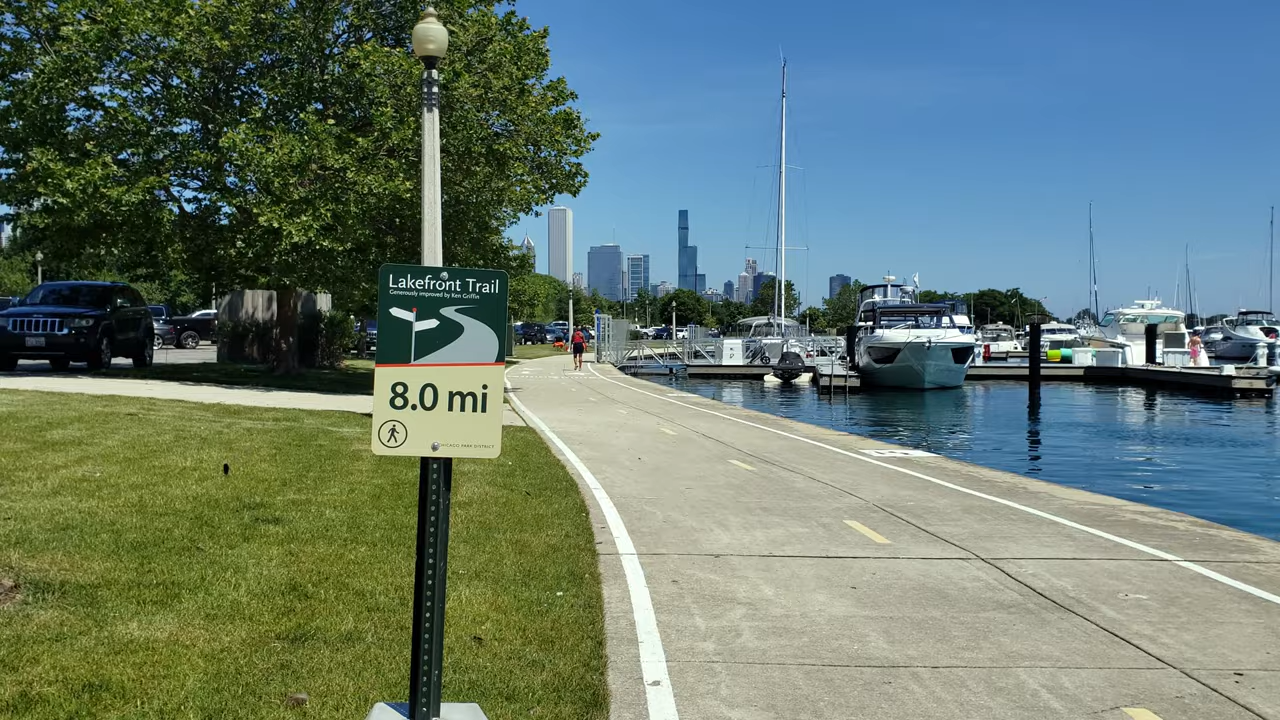 Lakefront Trail
Generously improved by Ken Griffin
8.0 mi
CHICAGO PARK DISTRICT